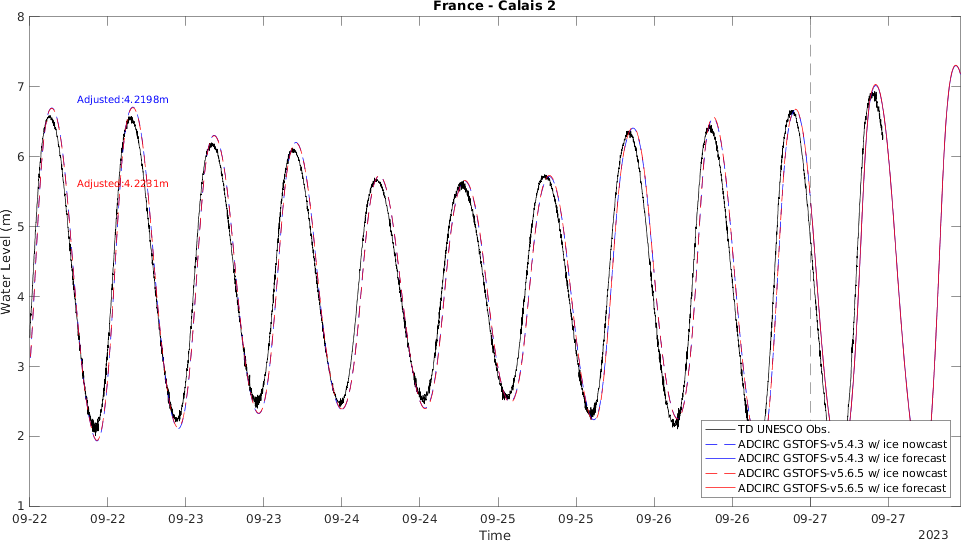 France - Calais 2
8
Adjusted:4.2198m
7
6
Adjusted:4.2231m
5
Water Level (m)
4
3
2
1
TD UNESCO Obs.
ADCIRC GSTOFS-v5.4.3 w/ ice nowcast
ADCIRC GSTOFS-v5.4.3 w/ ice forecast
ADCIRC GSTOFS-v5.6.5 w/ ice nowcast
ADCIRC GSTOFS-v5.6.5 w/ ice forecast
09-22 09-22 09-23 09-23 09-24 09-24 09-25 09-25 09-26 09-26 09-27 09-27
Time
2023